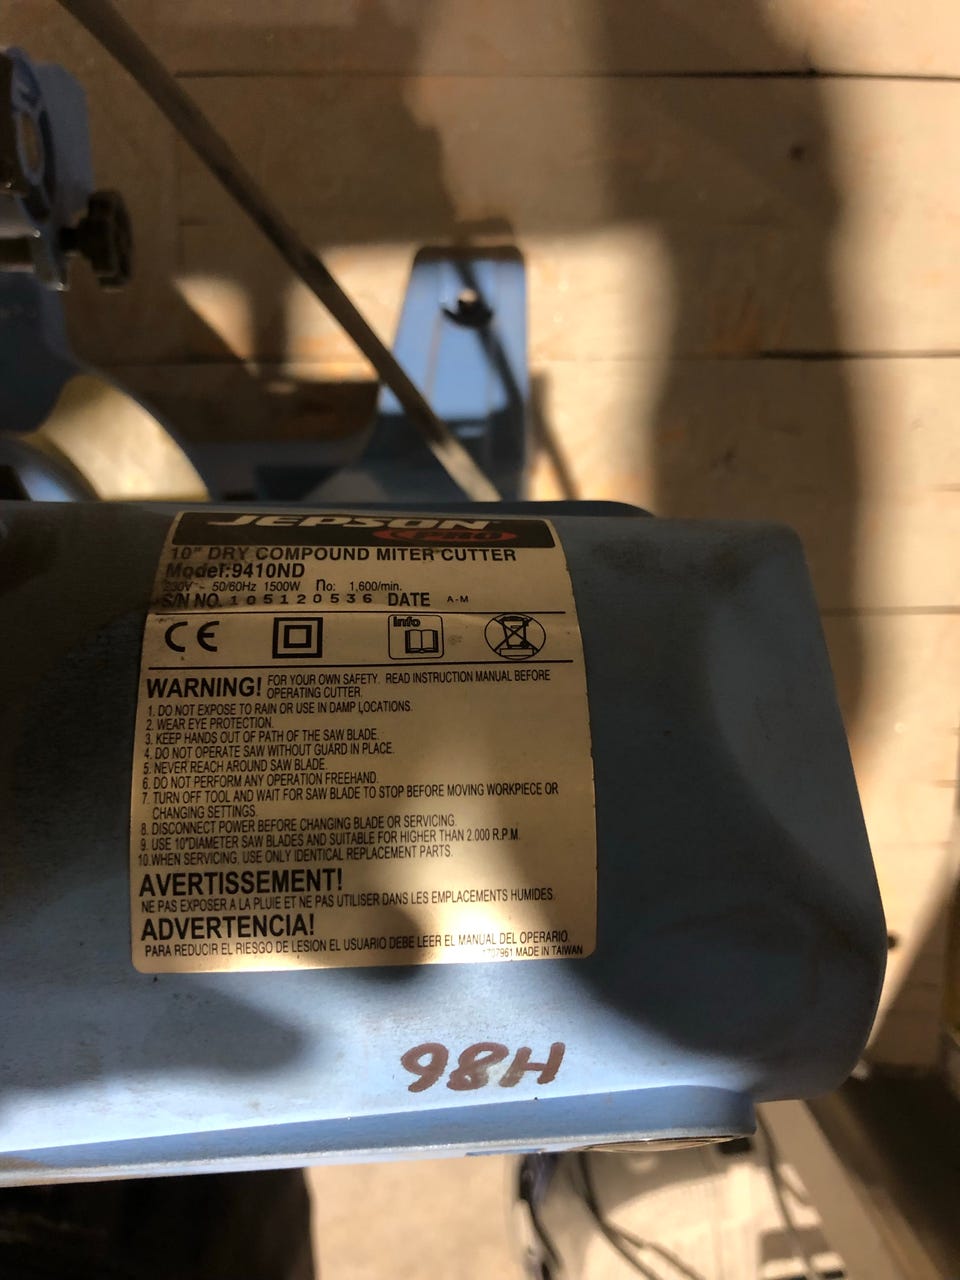 JEPSON
PRO
10" DRY COMPOUND MITER CUTTER
Model:9410ND
230V~ 50/60Hz 1500W no: 1,600/min.
S/N NO. 105120536 DATE A-M
CE
Info
WARNING! FOR YOUR OWN SAFETY. READ INSTRUCTION MANUAL BEFORE
OPERATING CUTTER.
1. DO NOT EXPOSE TO RAIN OR USE IN DAMP LOCATIONS.
2. WEAR EYE PROTECTION.
3. KEEP HANDS OUT OF PATH OF THE SAW BLADE.
4. DO NOT OPERATE SAW WITHOUT GUARD IN PLACE.
5. NEVER REACH AROUND SAW BLADE.
6. DO NOT PERFORM ANY OPERATION FREEHAND.
7. TURN OFF TOOL AND WAIT FOR SAW BLADE TO STOP BEFORE MOVING WORKPIECE OR
CHANGING SETTINGS.
8. DISCONNECT POWER BEFORE CHANGING BLADE OR SERVICING.
9. USE 10"DIAMETER SAW BLADES AND SUITABLE FOR HIGHER THAN 2.000 R.P.M.
10.WHEN SERVICING, USE ONLY IDENTICAL REPLACEMENT PARTS.
AVERTISSEMENT!
NE PAS EXPOSER A LA PLUIE ET NE PAS UTILISER DANS LES EMPLACEMENTS HUMIDES.
ADVERTENCIA!
PARA REDUCIR EL RIESGO DE LESION EL USUARIO DEBE LEER EL MANUAL DEL OPERARIO.
MADE IN TAIWAN
98H